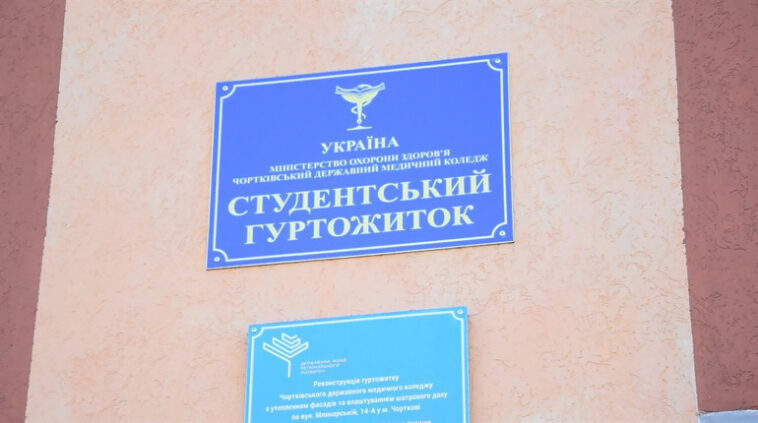 УКРАЇНА
МІНІСТЕРСТВО ОХОРОНИ ЗДОРОВ'Я
ЧОРТКІВСЬКИЙ ДЕРЖАВНИЙ МЕДИЧНИЙ КОЛЕДЖ
СТУДЕНТСЬКИЙ
ГУРТОЖИТОК
ДЕРЖАВНИЙ ФОНД
РЕГІОНАЛЬНОГО
РОЗВИТКУ
Реконструкція гуртожитку
Чортківського державного медичного коледжу
з утепленням фасадів та влаштуванням шатрового даху
по вул. Млинарській, 14-А у м. Чорткові